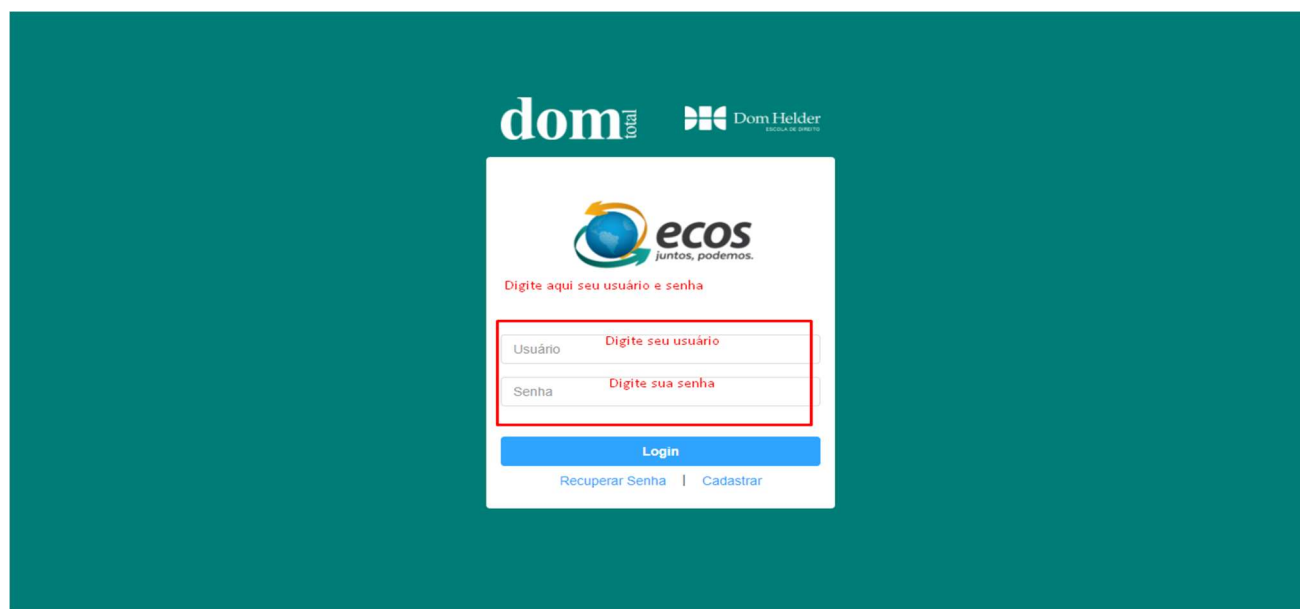 dom total
Dom Helder
ESCOLA DE DIREITO
ecos
juntos, podemos.
Digite aqui seu usuário e senha
Usuário Digite seu usuário
Senha Digite sua senha
Login
Recuperar Senha | Cadastrar